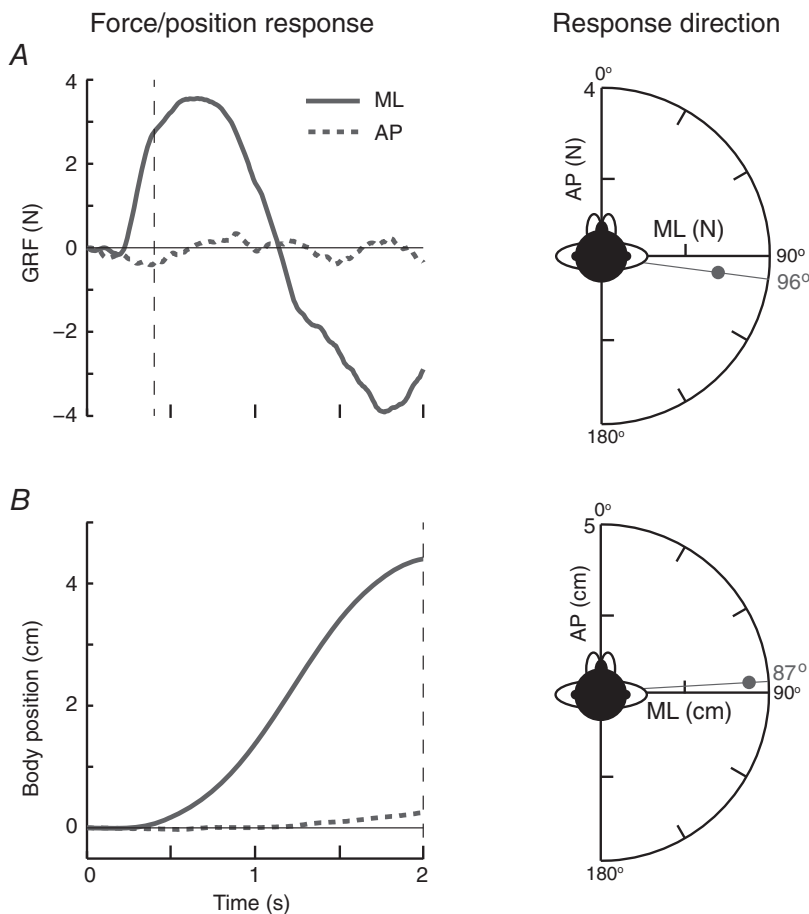 Force/position response
Response direction
A
4
2
0
−2
−4
GRF (N)
ML
AP
0°
4
AP (N)
ML (N)
90°
96°
180°
B
4
2
0
Body position (cm)
0
1
2
Time (s)
0°
5
AP (cm)
ML (cm)
87°
90°
180°